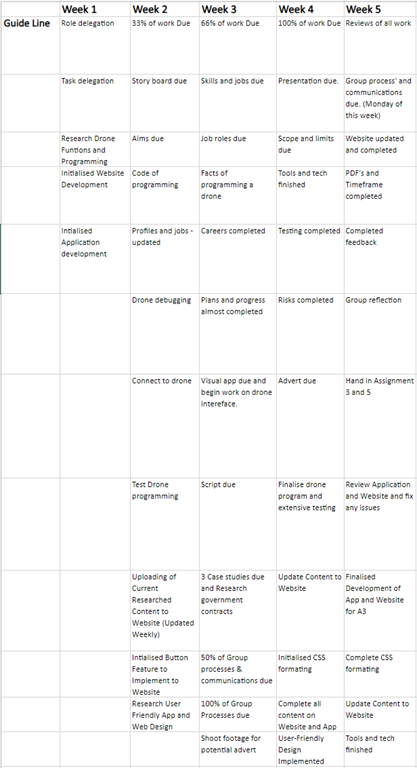 Week 1 Week 2 Week 3 Week 4 Week 5
Guide Line Role delegation 33% of work Due 66% of work Due 100% of work Due Reviews of all work
Task delegation Story board due Skills and jobs due Presentation due. Group process' and
communications
due. (Monday of
this week)
Research Drone Aims due Job roles due Scope and limits Website updated
Funtions and due and completed
Programming
Initialised Website Code of Facts of Tools and tech PDF's and
Development programming programming a finished Timeframe
drone completed
Intialised Profiles and jobs - Careers completed Testing completed Completed
Application updated feedback
development
Drone debugging Plans and progress Risks completed Group reflection
almost completed
Connect to drone Visual app due and Advert due Hand in Assignment
begin work on drone 3 and 5
intereface.
Test Drone Script due Finalise drone Review Application
programming program and and Website and fix
extensive testing any issues
Uploading of 3 Case studies due Update Content to Finalised
Current and Research Website Development of
Researched government App and Website
Content to contracts for A3
Website (Updated
Weekly)
Intialised Button 50% of Group Initialised CSS Complete CSS
Feature to processes & formating formating
Implement to communications due
Website
Research User 100% of Group Complete all Update Content to
Friendly App and Processes due content on Website
Web Design Website and App
Shoot footage for User-Friendly Tools and tech
potential advert Design finished
Implemented